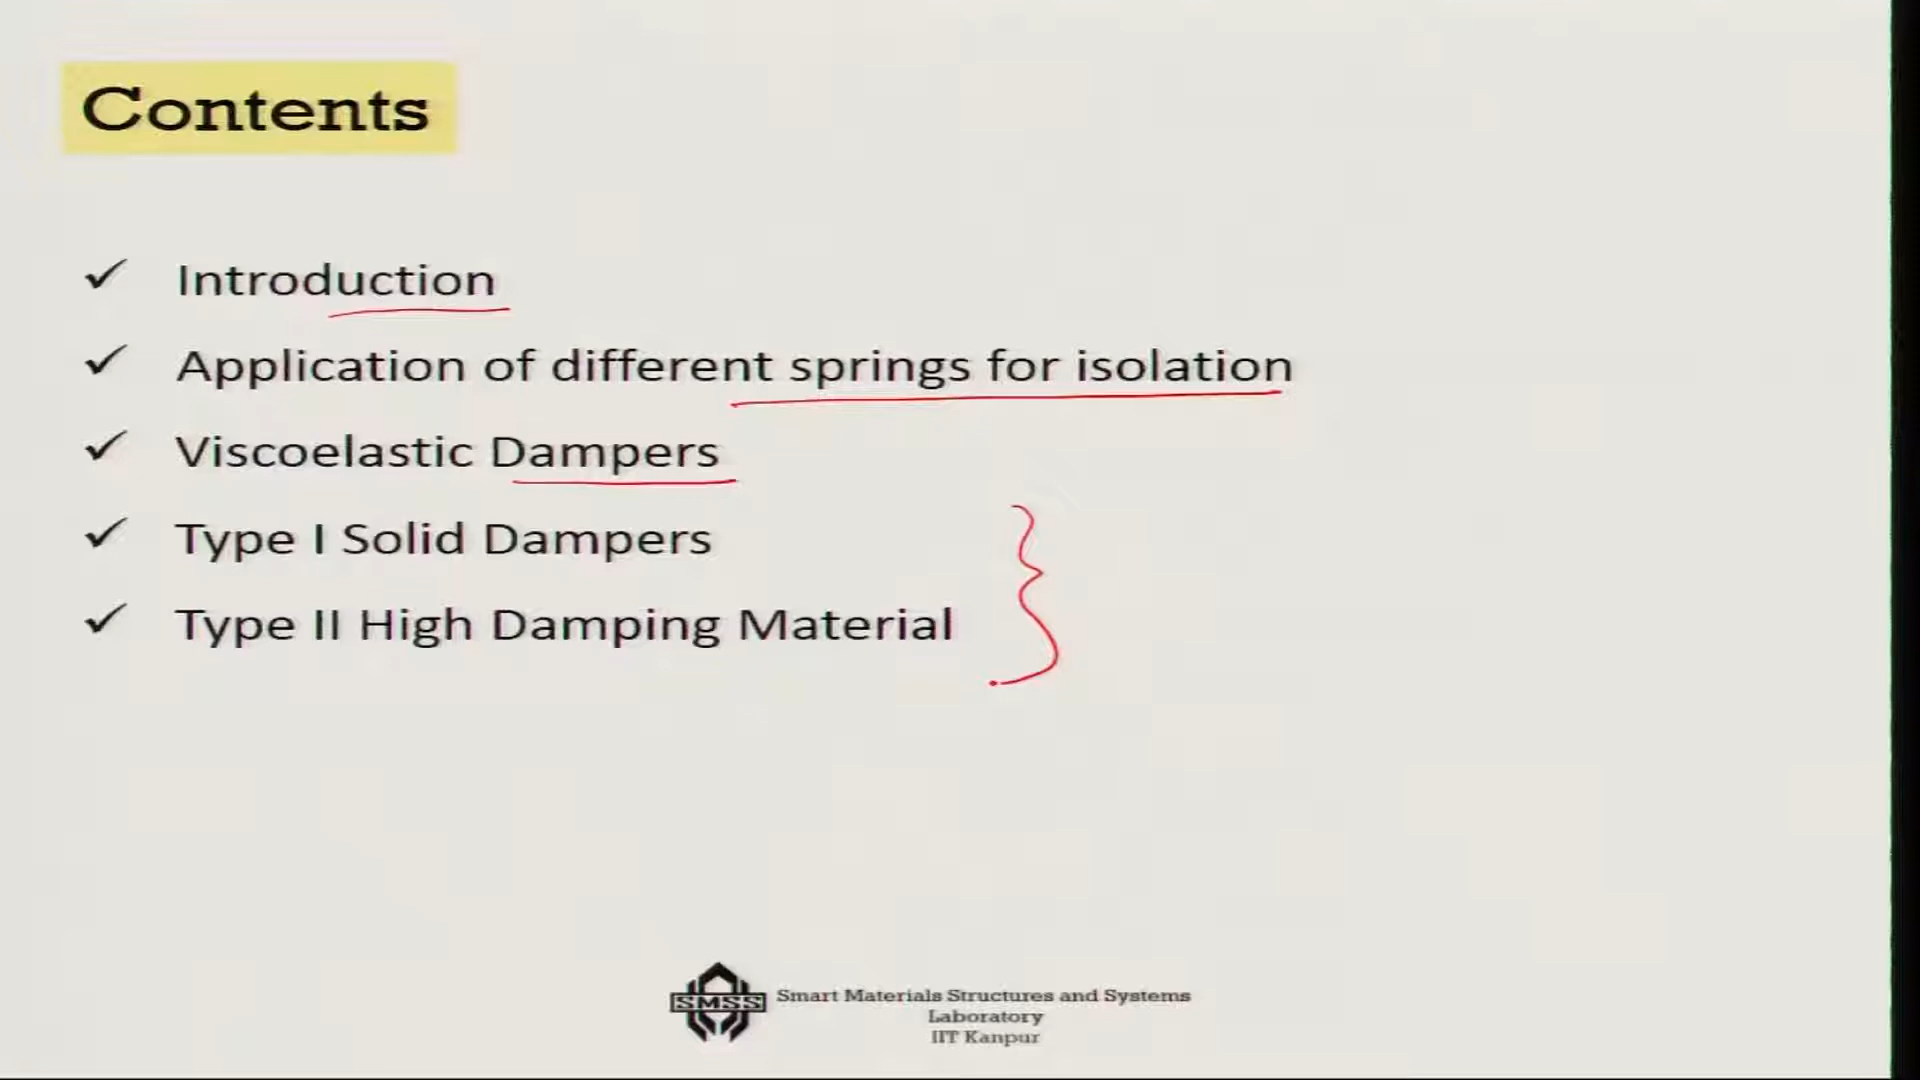 Contents
✓ Introduction
✓ Application of different springs for isolation
✓ Viscoelastic Dampers
✓ Type I Solid Dampers
✓ Type II High Damping Material
SMSS
Smart Materials Structures and Systems
Laboratory
IIT Kanpur